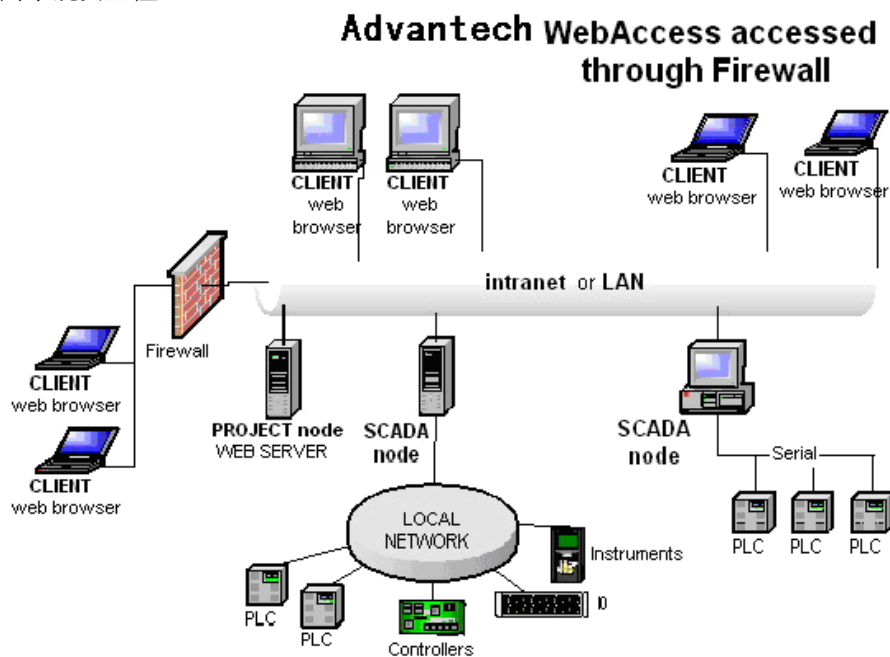 Advantech WebAccess accessed
through Firewall
CLIENT
web
browser
CLIENT
web
browser
CLIENT
web browser
CLIENT
web browser
intranet or LAN
Firewall
CLIENT
web browser
CLIENT
web browser
PROJECT node
WEB SERVER
SCADA
node
SCADA
node
Serial
PLC
PLC
PLC
LOCAL
NETWORK
Instruments
IO
PLC
PLC
Controllers